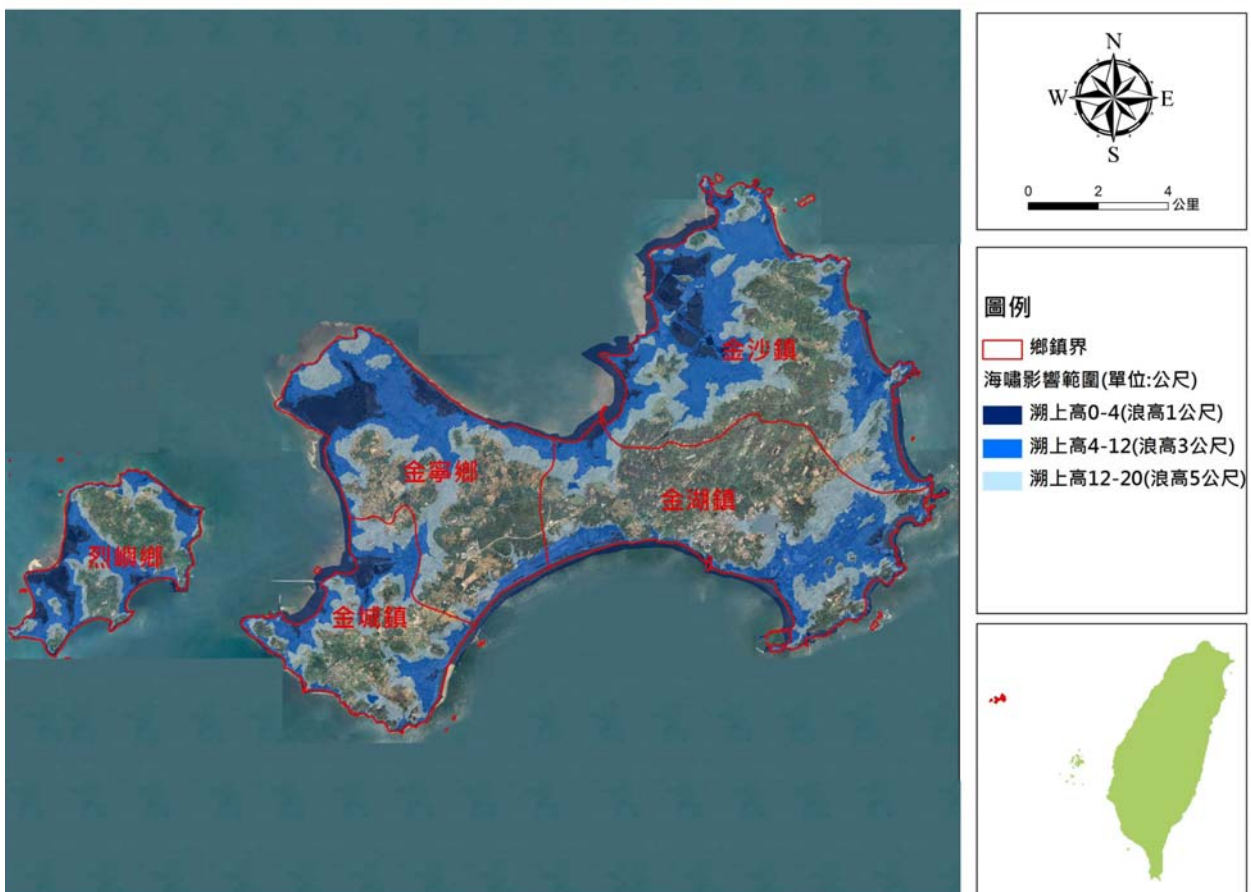 金沙鎮
金寧鄉
金湖鎮
烈嶼鄉
金城鎮
N
W E
S
0 2 4
公里
圖例
鄉鎮界
海嘯影響範圍(單位:公尺)
溯上高0-4(浪高1公尺)
溯上高4-12(浪高3公尺)
溯上高12-20(浪高5公尺)